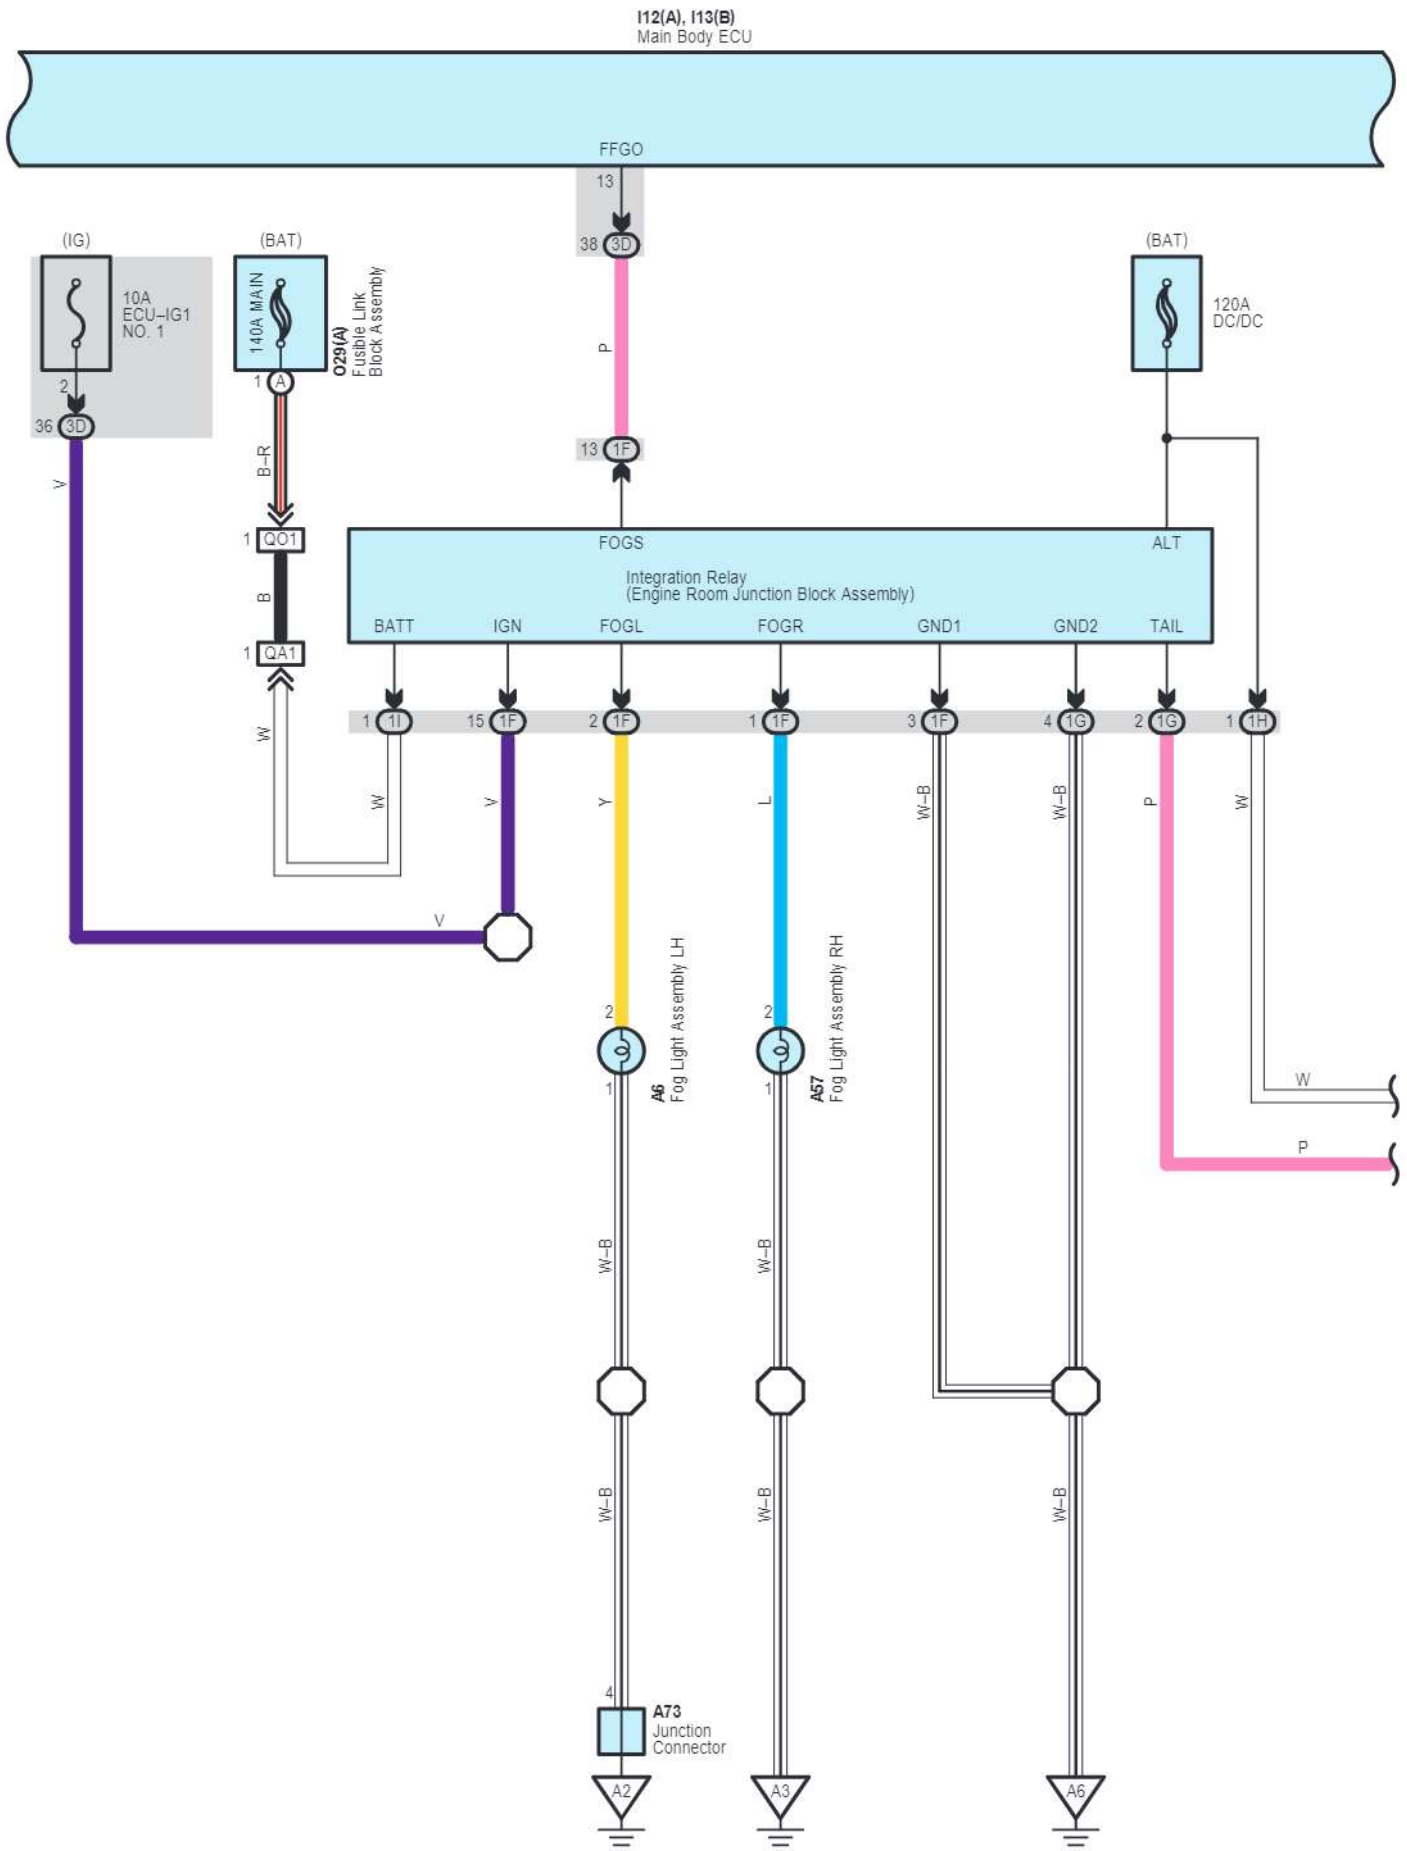 I12(A), I13(B)
Main Body ECU
FFGO
13
38 3D
(IG)
10A
ECU–IG1
NO. 1
2
36 3D
(BAT)
140A MAIN
O29(A)
Fusible Link
Block Assembly
1 A
B–R
1 QO1
B
1 QA1
W
V
P
13 1F
(BAT)
120A
DC/DC
FOGS
ALT
Integration Relay
(Engine Room Junction Block Assembly)
BATT
IGN
FOGL
FOGR
GND1
GND2
TAIL
1 1I
15 1F
2 1F
1 1F
3 1F
4 1G
2 1G
1 1H
W
V
Y
L
W–B
W–B
P
W
V
2
1
A6
Fog Light Assembly LH
2
1
A57
Fog Light Assembly RH
W
P
W–B
W–B
W–B
W–B
W–B
4
A73
Junction
Connector
A2
A3
A6